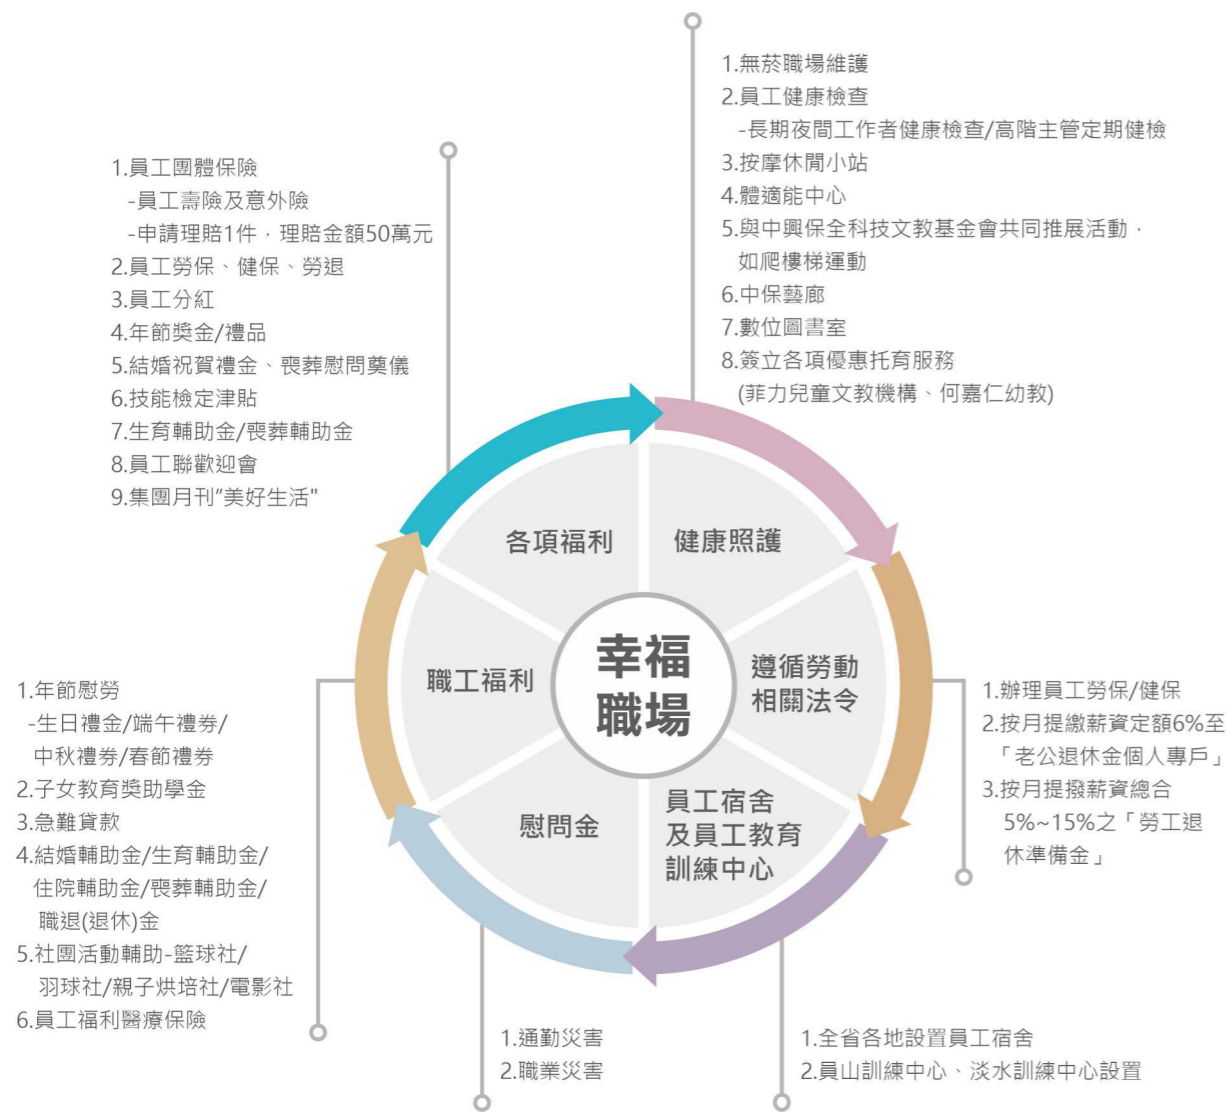 1.無菸職場維護
2.員工健康檢查
-長期夜間工作者健康檢查/高階主管定期健檢
3.按摩休閒小站
4.體適能中心
5.與中興保全科技文教基金會共同推展活動，
如爬樓梯運動
6.中保藝廊
7.數位圖書室
8.簽立各項優惠托育服務
(菲力兒童文教機構、何嘉仁幼教)
1.員工團體保險
-員工壽險及意外險
-申請理賠1件，理賠金額50萬元
2.員工勞保、健保、勞退
3.員工分紅
4.年節獎金/禮品
5.結婚祝賀禮金、喪葬慰問奠儀
6.技能檢定津貼
7.生育輔助金/喪葬輔助金
8.員工聯歡迎會
9.集團月刊"美好生活"
各項福利
健康照護
職工福利
幸福
職場
遵循勞動
相關法令
慰問金
員工宿舍
及員工教育
訓練中心
1.年節慰勞
-生日禮金/端午禮券/
中秋禮券/春節禮券
2.子女教育獎助學金
3.急難貸款
4.結婚輔助金/生育輔助金/
住院輔助金/喪葬輔助金/
職退(退休)金
5.社團活動輔助-籃球社/
羽球社/親子烘培社/電影社
6.員工福利醫療保險
1.辦理員工勞保/健保
2.按月提繳薪資定額6%至
「老公退休金個人專戶」
3.按月提撥薪資總合
5%~15%之「勞工退
休準備金」
1.通勤災害
2.職業災害
1.全省各地設置員工宿舍
2.員山訓練中心、淡水訓練中心設置